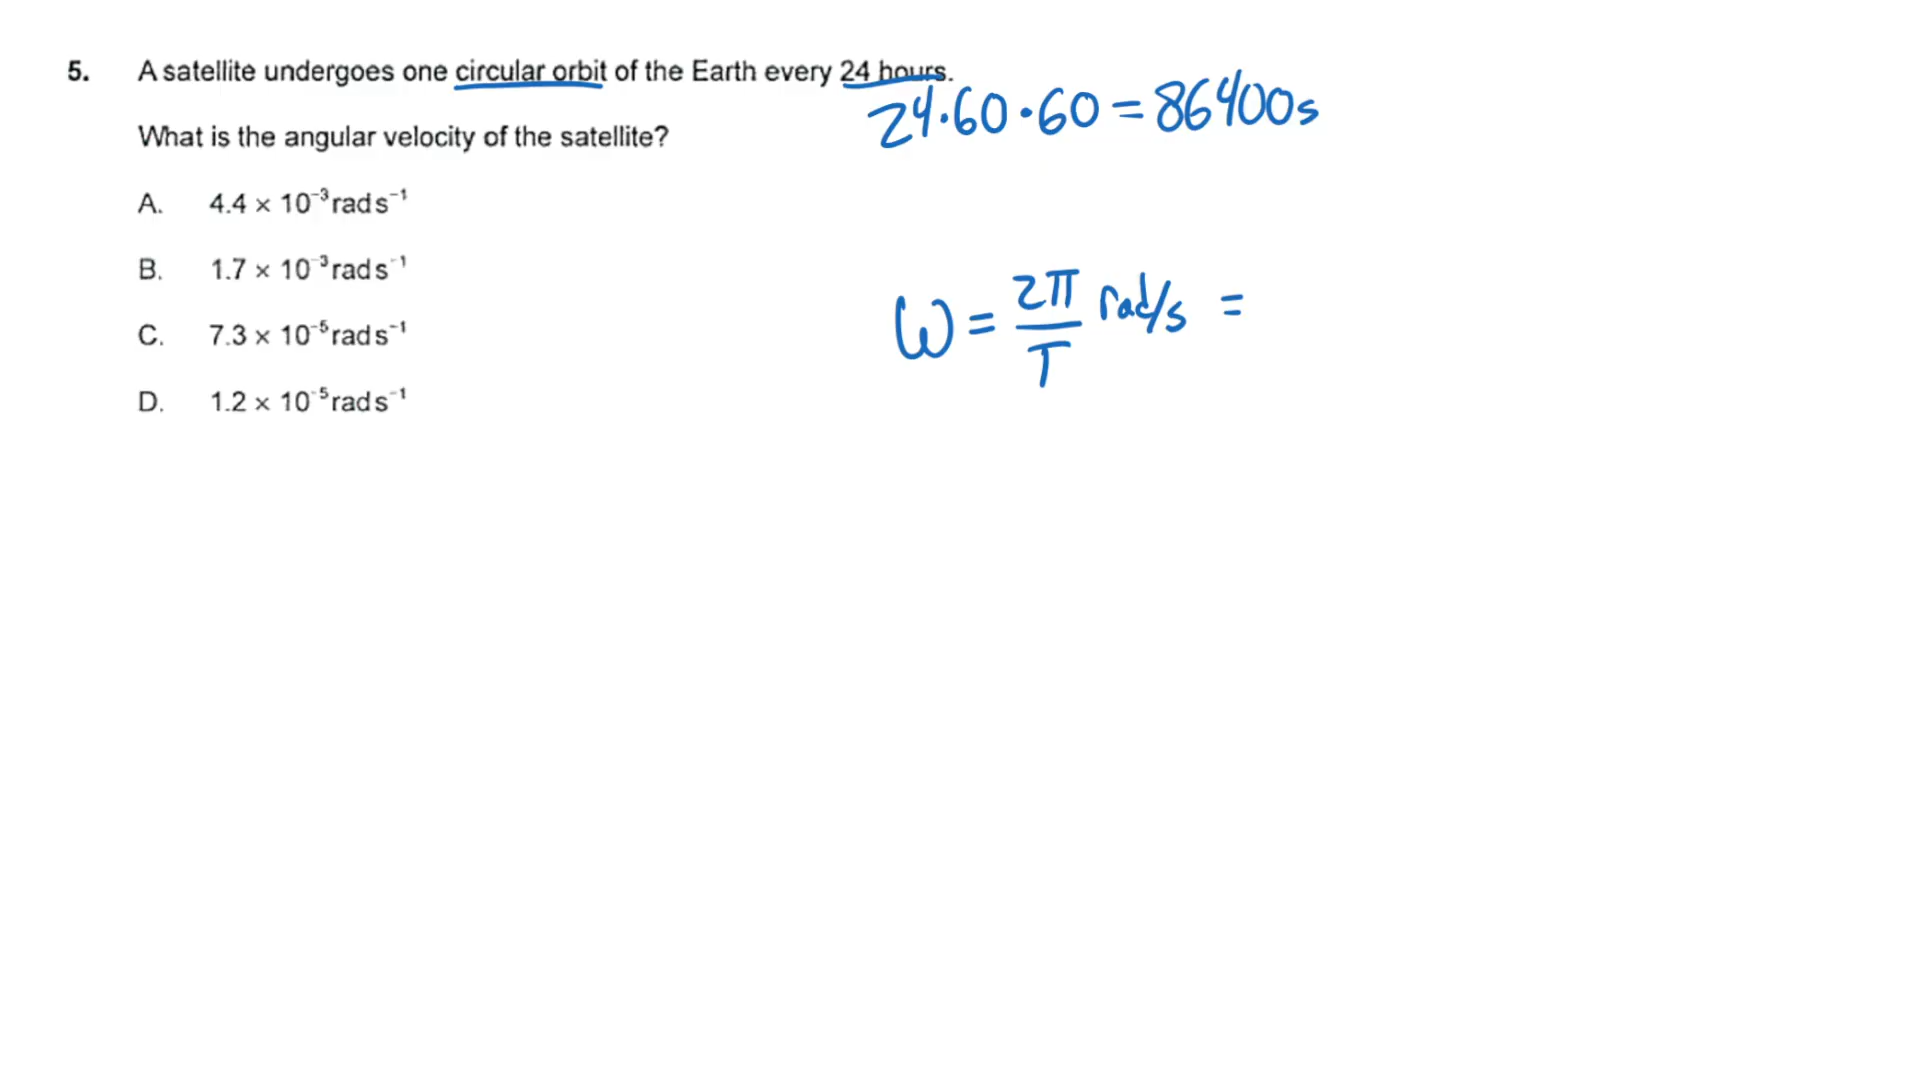 5. A satellite undergoes one circular orbit of the Earth every 24 hours.
24·60·60=86400s
What is the angular velocity of the satellite?
A. 4.4 × 10⁻³ rad s⁻¹
B. 1.7 × 10⁻³ rad s⁻¹
C. 7.3 × 10⁻⁵ rad s⁻¹
D. 1.2 × 10⁻⁵ rad s⁻¹
ω = 2π/T rad/s =